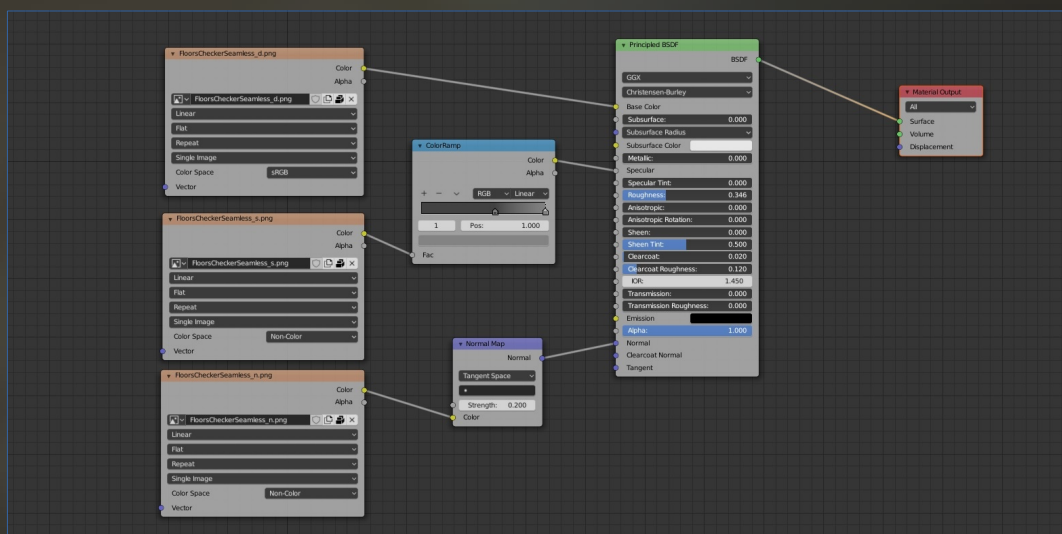 FloorsCheckerSeamless_d.png
Color
Alpha
FloorsCheckerSeamless_d.png
Linear
Flat
Repeat
Single Image
Color Space sRGB
Vector
FloorsCheckerSeamless_s.png
Color
Alpha
FloorsCheckerSeamless_s.png
Linear
Flat
Repeat
Single Image
Color Space Non-Color
Vector
FloorsCheckerSeamless_n.png
Color
Alpha
FloorsCheckerSeamless_n.png
Linear
Flat
Repeat
Single Image
Color Space Non-Color
Vector
ColorRamp
Color
Alpha
+ − RGB Linear
1 Pos: 1.000
Fac
Normal Map
Normal
Tangent Space
Strength: 0.200
Color
Principled BSDF
BSDF
GGX
Christensen-Burley
Base Color
Subsurface: 0.000
Subsurface Radius
Subsurface Color
Metallic: 0.000
Specular
Specular Tint: 0.000
Roughness: 0.346
Anisotropic: 0.000
Anisotropic Rotation: 0.000
Sheen: 0.000
Sheen Tint: 0.500
Clearcoat: 0.020
Clearcoat Roughness: 0.120
IOR: 1.450
Transmission: 0.000
Transmission Roughness: 0.000
Emission
Alpha: 1.000
Normal
Clearcoat Normal
Tangent
Material Output
All
Surface
Volume
Displacement